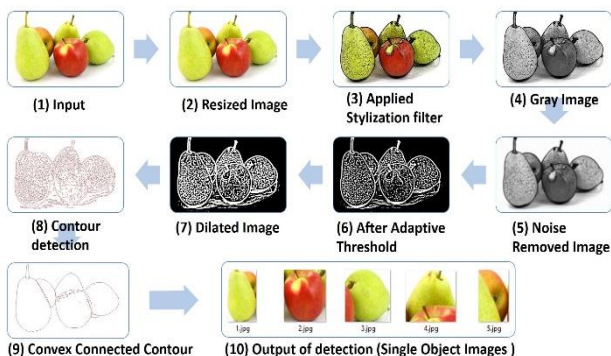 (1) Input
(2) Resized Image
(3) Applied
Stylization filter
(4) Gray Image
(8) Contour
detection
(7) Dilated Image
(6) After Adaptive
Threshold
(5) Noise
Removed Image
(9) Convex Connected Contour
1.jpg
2.jpg
3.jpg
4.jpg
5.jpg
(10) Output of detection (Single Object Images )